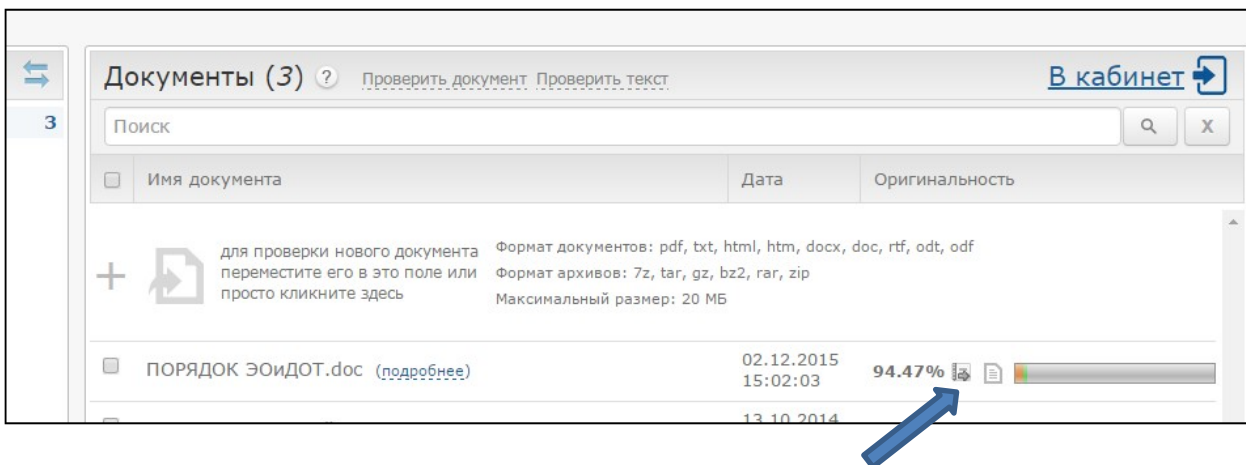 Документы (3) ? Проверить документ Проверить текст В кабинет
3
Поиск X
Имя документа Дата Оригинальность
для проверки нового документа
переместите его в это поле или
просто кликните здесь
Формат документов: pdf, txt, html, htm, docx, doc, rtf, odt, odf
Формат архивов: 7z, tar, gz, bz2, rar, zip
Максимальный размер: 20 МБ
ПОРЯДОК ЭОиДОТ.doc (подробнее) 02.12.2015 94.47%
15:02:03
13.10.2014